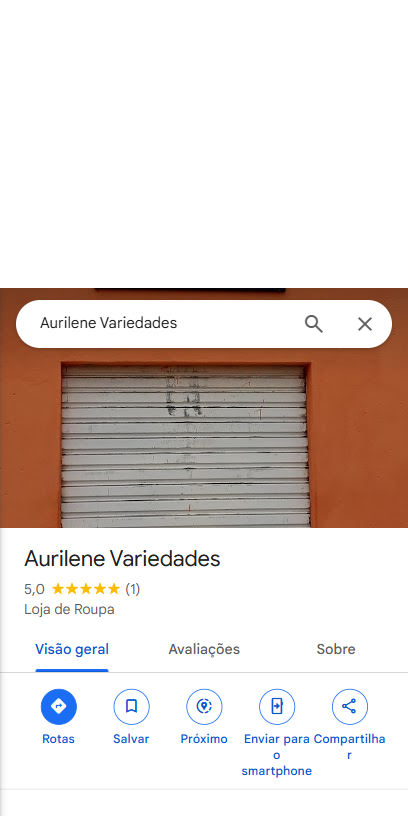 Aurilene Variedades
Aurilene Variedades
5,0 (1)
Loja de Roupa
Visão geral Avaliações Sobre
Rotas Salvar Próximo Enviar para o smartphone Compartilhar